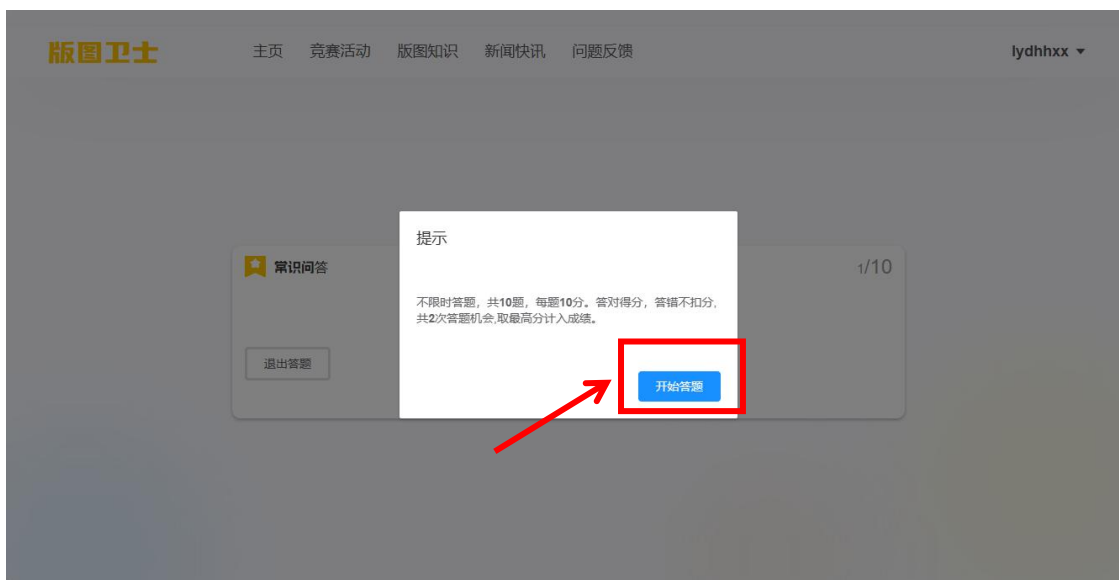 版图卫士 主页 竞赛活动 版图知识 新闻快讯 问题反馈 lydhhxx
提示
常识问答 1/10
不限时答题，共10题，每题10分。答对得分，答错不扣分，
共2次答题机会,取最高分计入成绩。
退出答题
开始答题